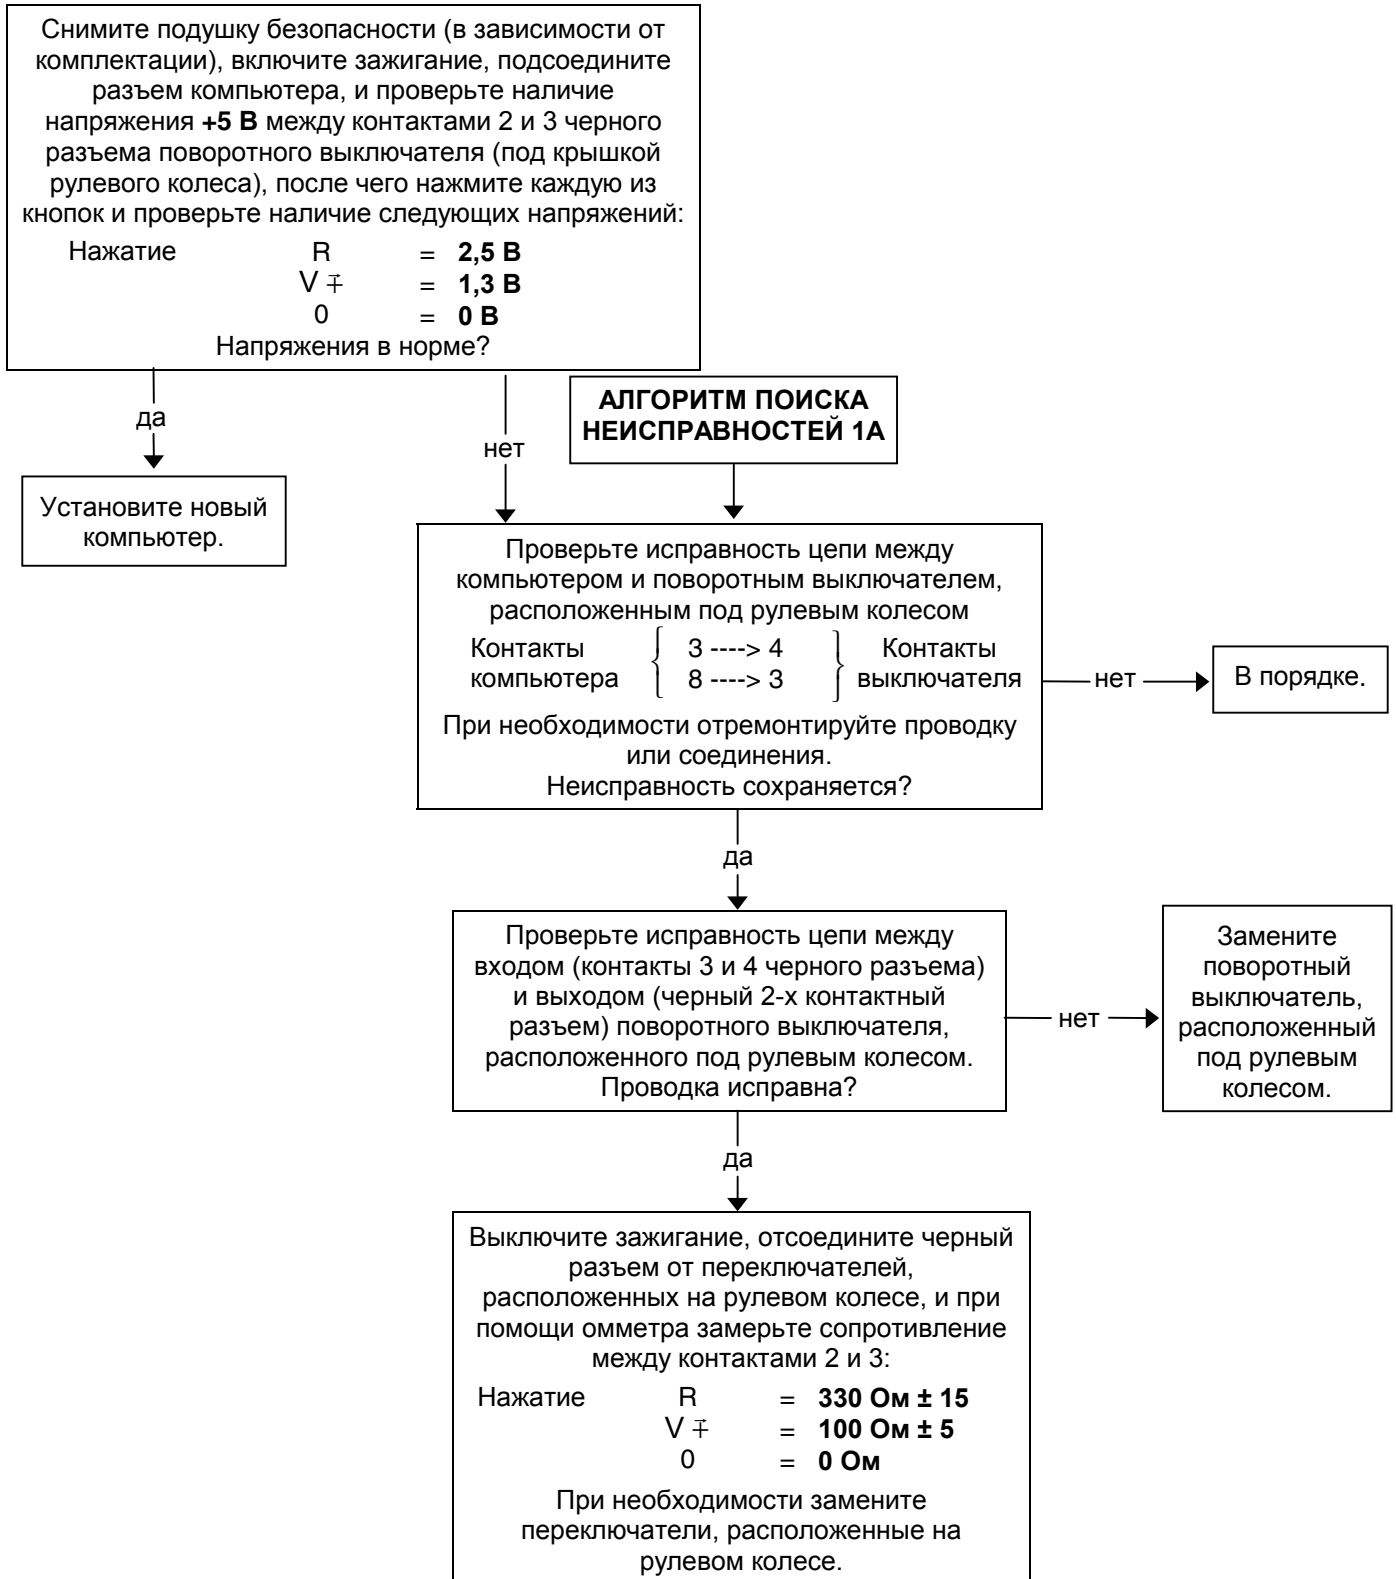 Снимите подушку безопасности (в зависимости от
комплектации), включите зажигание, подсоедините
разъем компьютера, и проверьте наличие
напряжения +5 В между контактами 2 и 3 черного
разъема поворотного выключателя (под крышкой
рулевого колеса), после чего нажмите каждую из
кнопок и проверьте наличие следующих напряжений:
Нажатие R = 2,5 В
V ∓ = 1,3 В
0 = 0 В
Напряжения в норме?
да
нет
АЛГОРИТМ ПОИСКА
НЕИСПРАВНОСТЕЙ 1А
Установите новый
компьютер.
Проверьте исправность цепи между
компьютером и поворотным выключателем,
расположенным под рулевым колесом
Контакты { 3 ----> 4 } Контакты
компьютера { 8 ----> 3 } выключателя
При необходимости отремонтируйте проводку
или соединения.
Неисправность сохраняется?
нет
В порядке.
да
Проверьте исправность цепи между
входом (контакты 3 и 4 черного разъема)
и выходом (черный 2-х контактный
разъем) поворотного выключателя,
расположенного под рулевым колесом.
Проводка исправна?
нет
Замените
поворотный
выключатель,
расположенный
под рулевым
колесом.
да
Выключите зажигание, отсоедините черный
разъем от переключателей,
расположенных на рулевом колесе, и при
помощи омметра замерьте сопротивление
между контактами 2 и 3:
Нажатие R = 330 Ом ± 15
V ∓ = 100 Ом ± 5
0 = 0 Ом
При необходимости замените
переключатели, расположенные на
рулевом колесе.